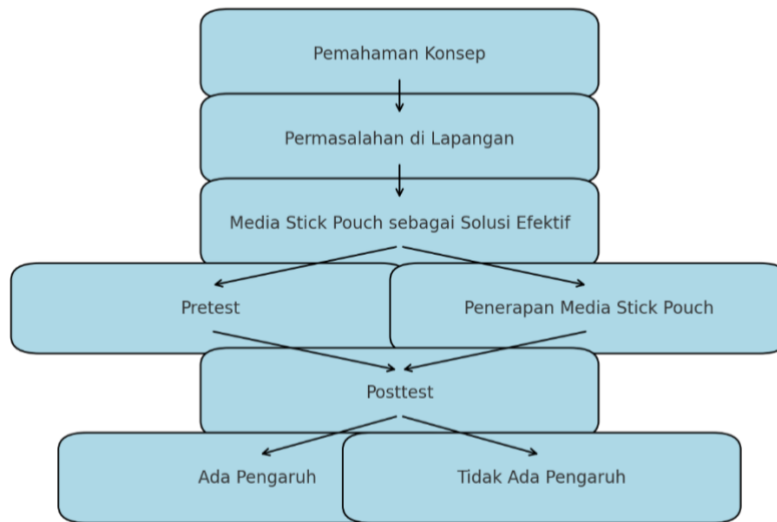 Pemahaman Konsep
Permasalahan di Lapangan
Media Stick Pouch sebagai Solusi Efektif
Pretest
Penerapan Media Stick Pouch
Posttest
Ada Pengaruh
Tidak Ada Pengaruh